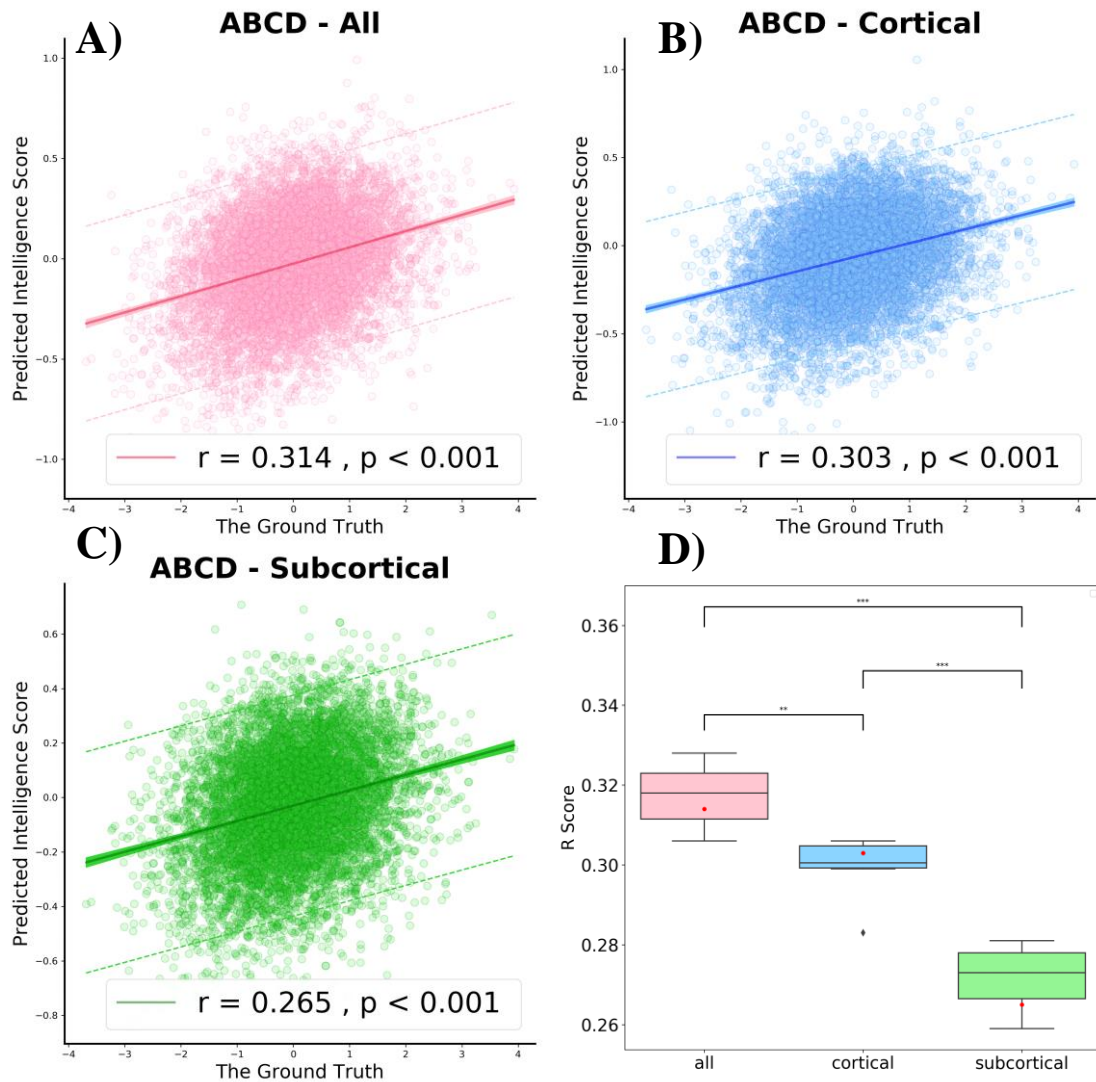 A)
ABCD - All
Predicted Intelligence Score
1.0
0.5
0.0
−0.5
−1.0
r = 0.314 , p < 0.001
−4 −3 −2 −1 0 1 2 3 4
The Ground Truth
B)
ABCD - Cortical
Predicted Intelligence Score
1.0
0.5
0.0
−0.5
−1.0
r = 0.303 , p < 0.001
−4 −3 −2 −1 0 1 2 3 4
The Ground Truth
C)
ABCD - Subcortical
Predicted Intelligence Score
0.6
0.4
0.2
0.0
−0.2
−0.4
−0.6
−0.8
r = 0.265 , p < 0.001
−4 −3 −2 −1 0 1 2 3 4
The Ground Truth
D)
R Score
0.36
0.34
0.32
0.30
0.28
0.26
***
***
**
all cortical subcortical